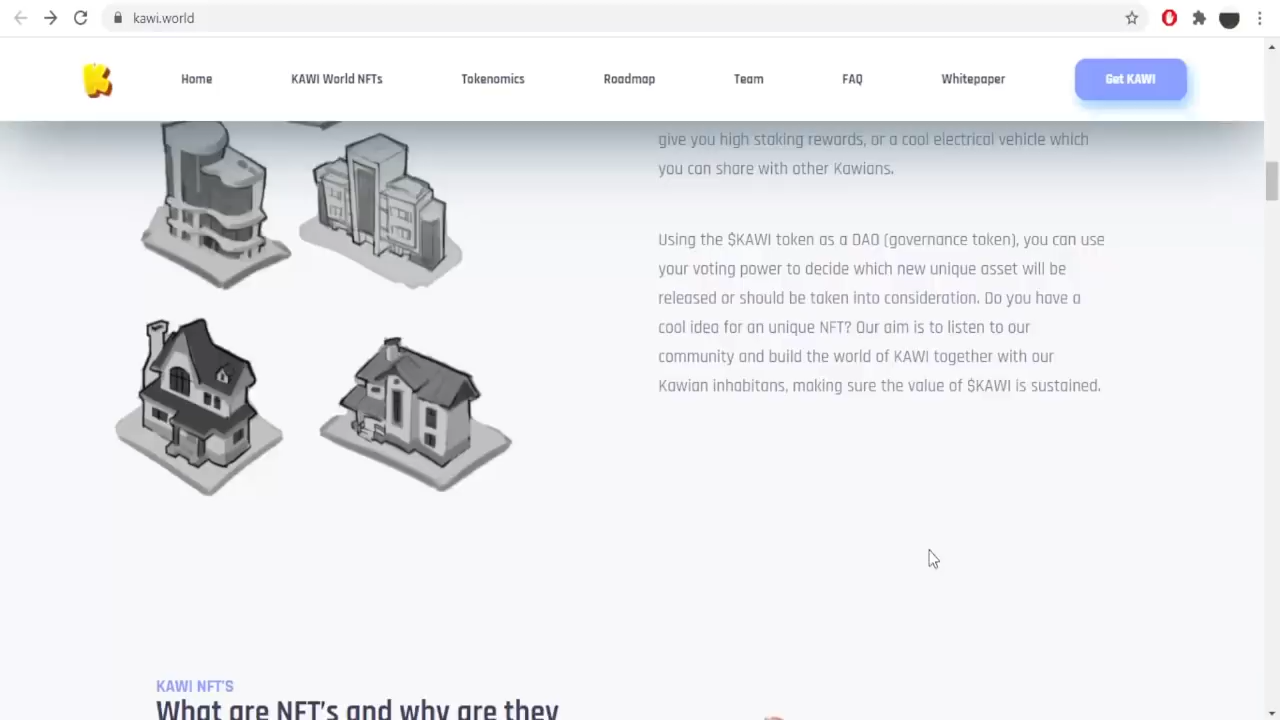 kawi.world
Home
KAWI World NFTs
Tokenomics
Roadmap
Team
FAQ
Whitepaper
Get KAWI
give you high staking rewards, or a cool electrical vehicle which
you can share with other Kawians.
Using the $KAWI token as a DAO (governance token), you can use
your voting power to decide which new unique asset will be
released or should be taken into consideration. Do you have a
cool idea for an unique NFT? Our aim is to listen to our
community and build the world of KAWI together with our
Kawian inhabitans, making sure the value of $KAWI is sustained.
KAWI NFT'S
What are NFT's and why are they